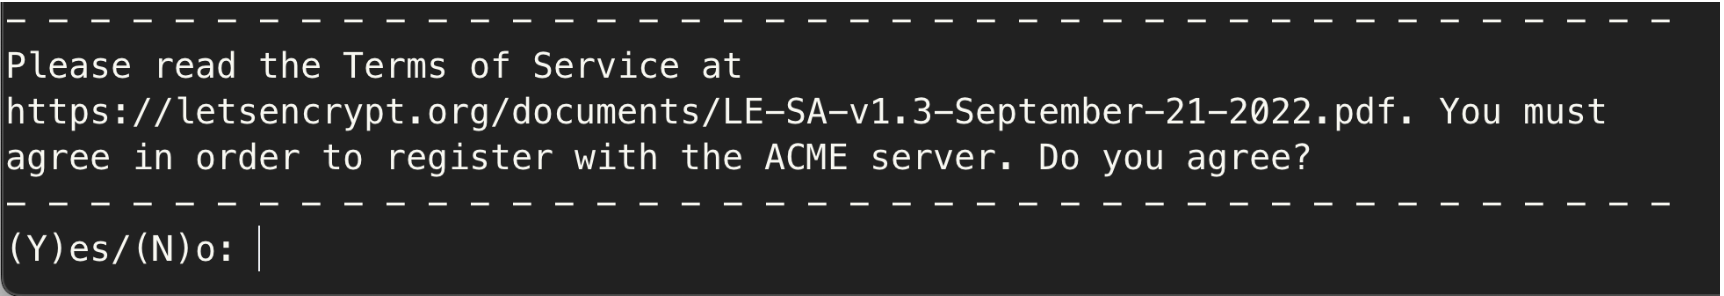 - - - - - - - - - - - - - - - - - - - - - - - - - - - - - - - - - - - - - - - -
Please read the Terms of Service at
https://letsencrypt.org/documents/LE-SA-v1.3-September-21-2022.pdf. You must
agree in order to register with the ACME server. Do you agree?
- - - - - - - - - - - - - - - - - - - - - - - - - - - - - - - - - - - - - - - -
(Y)es/(N)o: